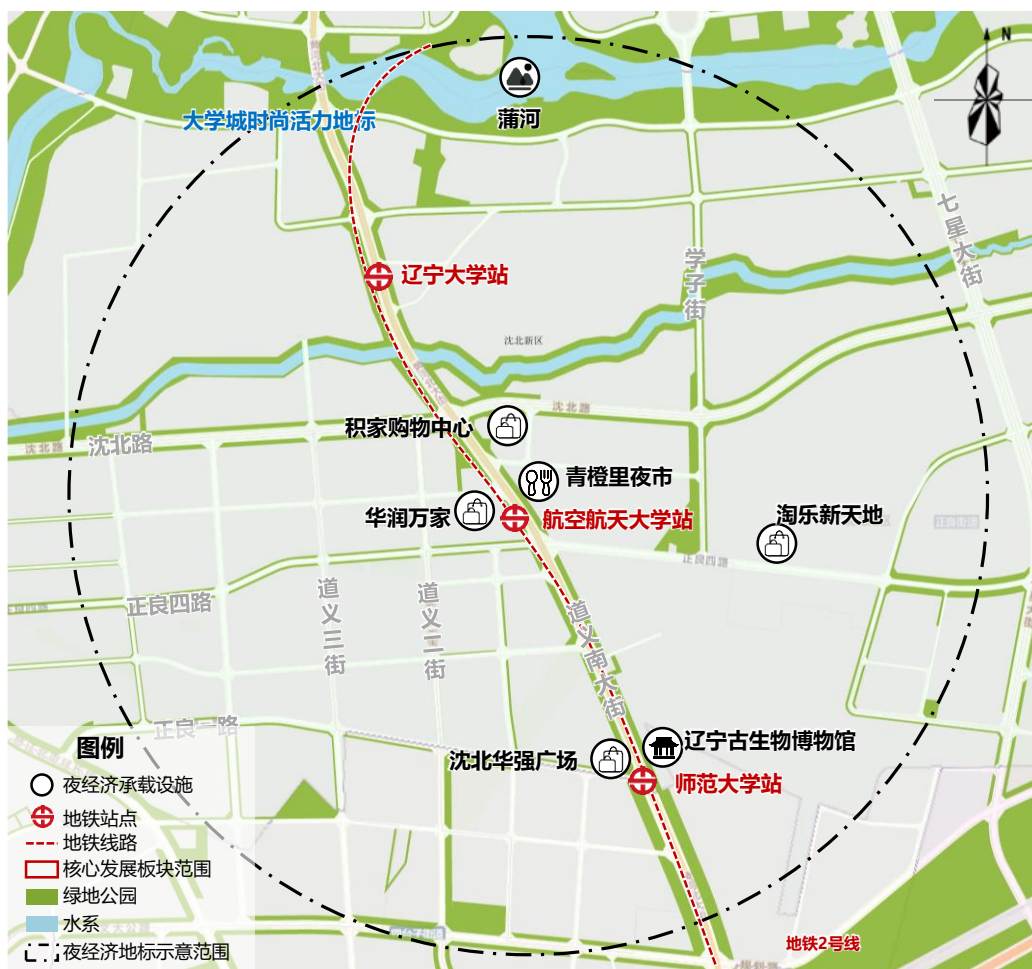 N
蒲河
大学城时尚活力地标
七星大街
学子街
辽宁大学站
沈北新区
沈北路
沈北路
沈北路
积家购物中心
青橙里夜市
华润万家
航空航天大学站
淘乐新天地
正良四路
正良四路
道义三街
道义二街
道义南大街
正良一路
沈北华强广场
辽宁古生物博物馆
师范大学站
图例
夜经济承载设施
地铁站点
地铁线路
核心发展板块范围
绿地公园
水系
夜经济地标示意范围
地铁2号线